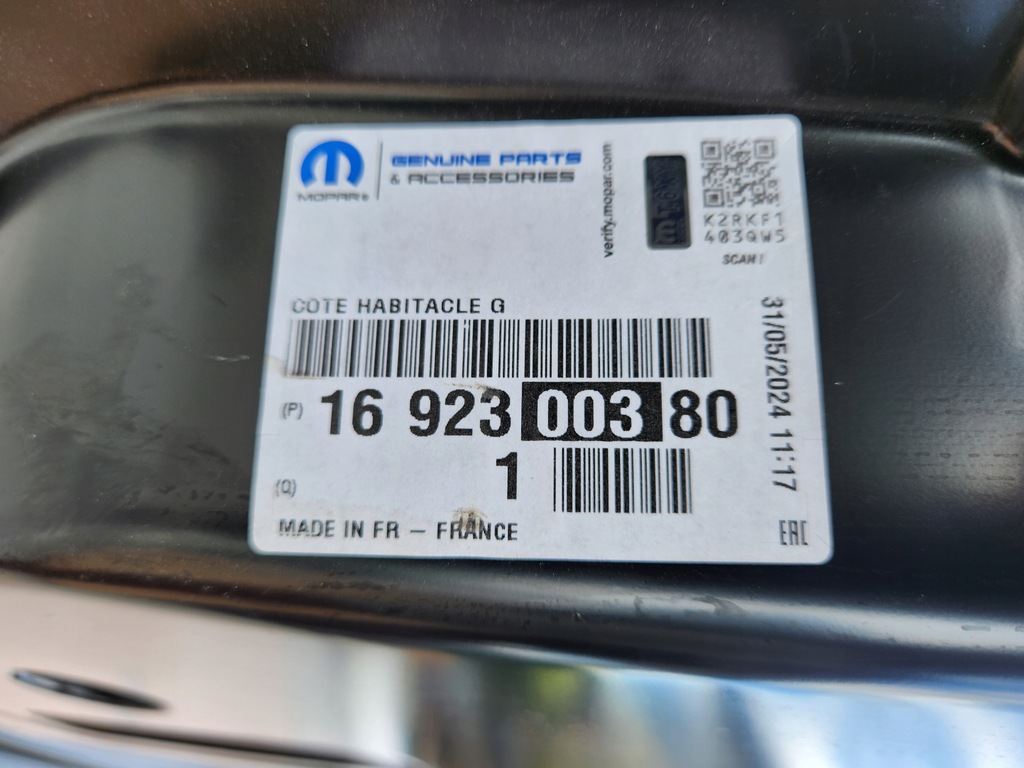 MOPAR®
GENUINE PARTS
& ACCESSORIES
verify.mopar.com
K2RKF1
403QW5
SCAN!
COTE HABITACLE G
31/05/2024 11:17
(P) 16 923 003 80
(Q) 1
MADE IN FR – FRANCE
EAC